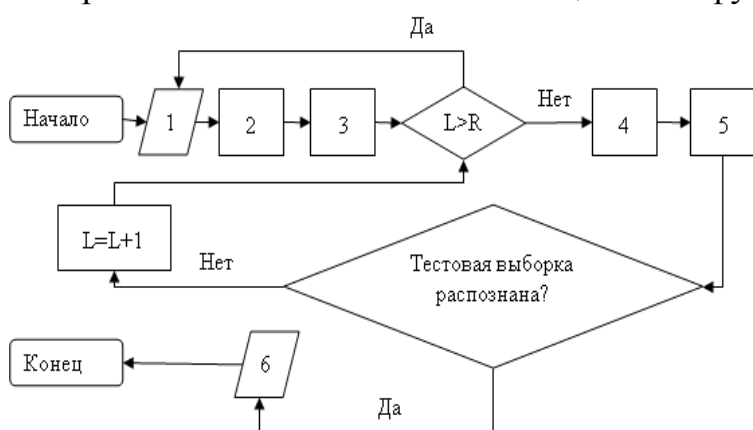 Да
Начало
1
2
3
L>R
Нет
4
5
L=L+1
Нет
Тестовая выборка
распознана?
Конец
6
Да